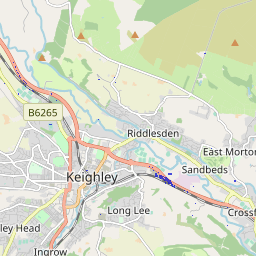 B6265
Riddlesden
East Morton
Sandbeds
Keighley
Long Lee
Crossf
ley Head
Ingrow